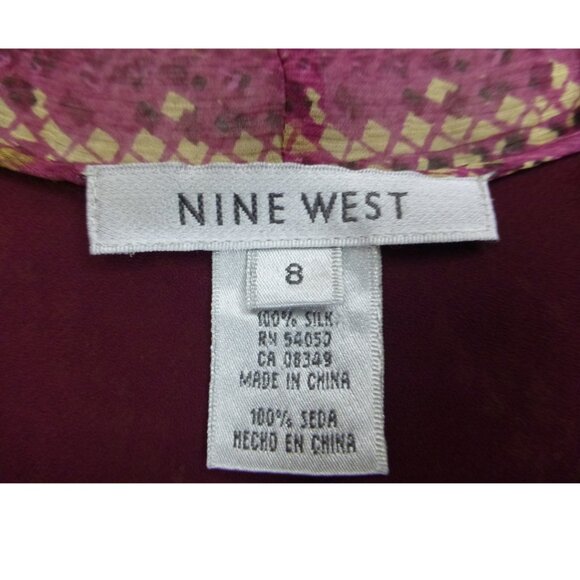 NINE WEST
8
100% SILK
RN 54050
CA 08349
MADE IN CHINA
100% SEDA
HECHO EN CHINA